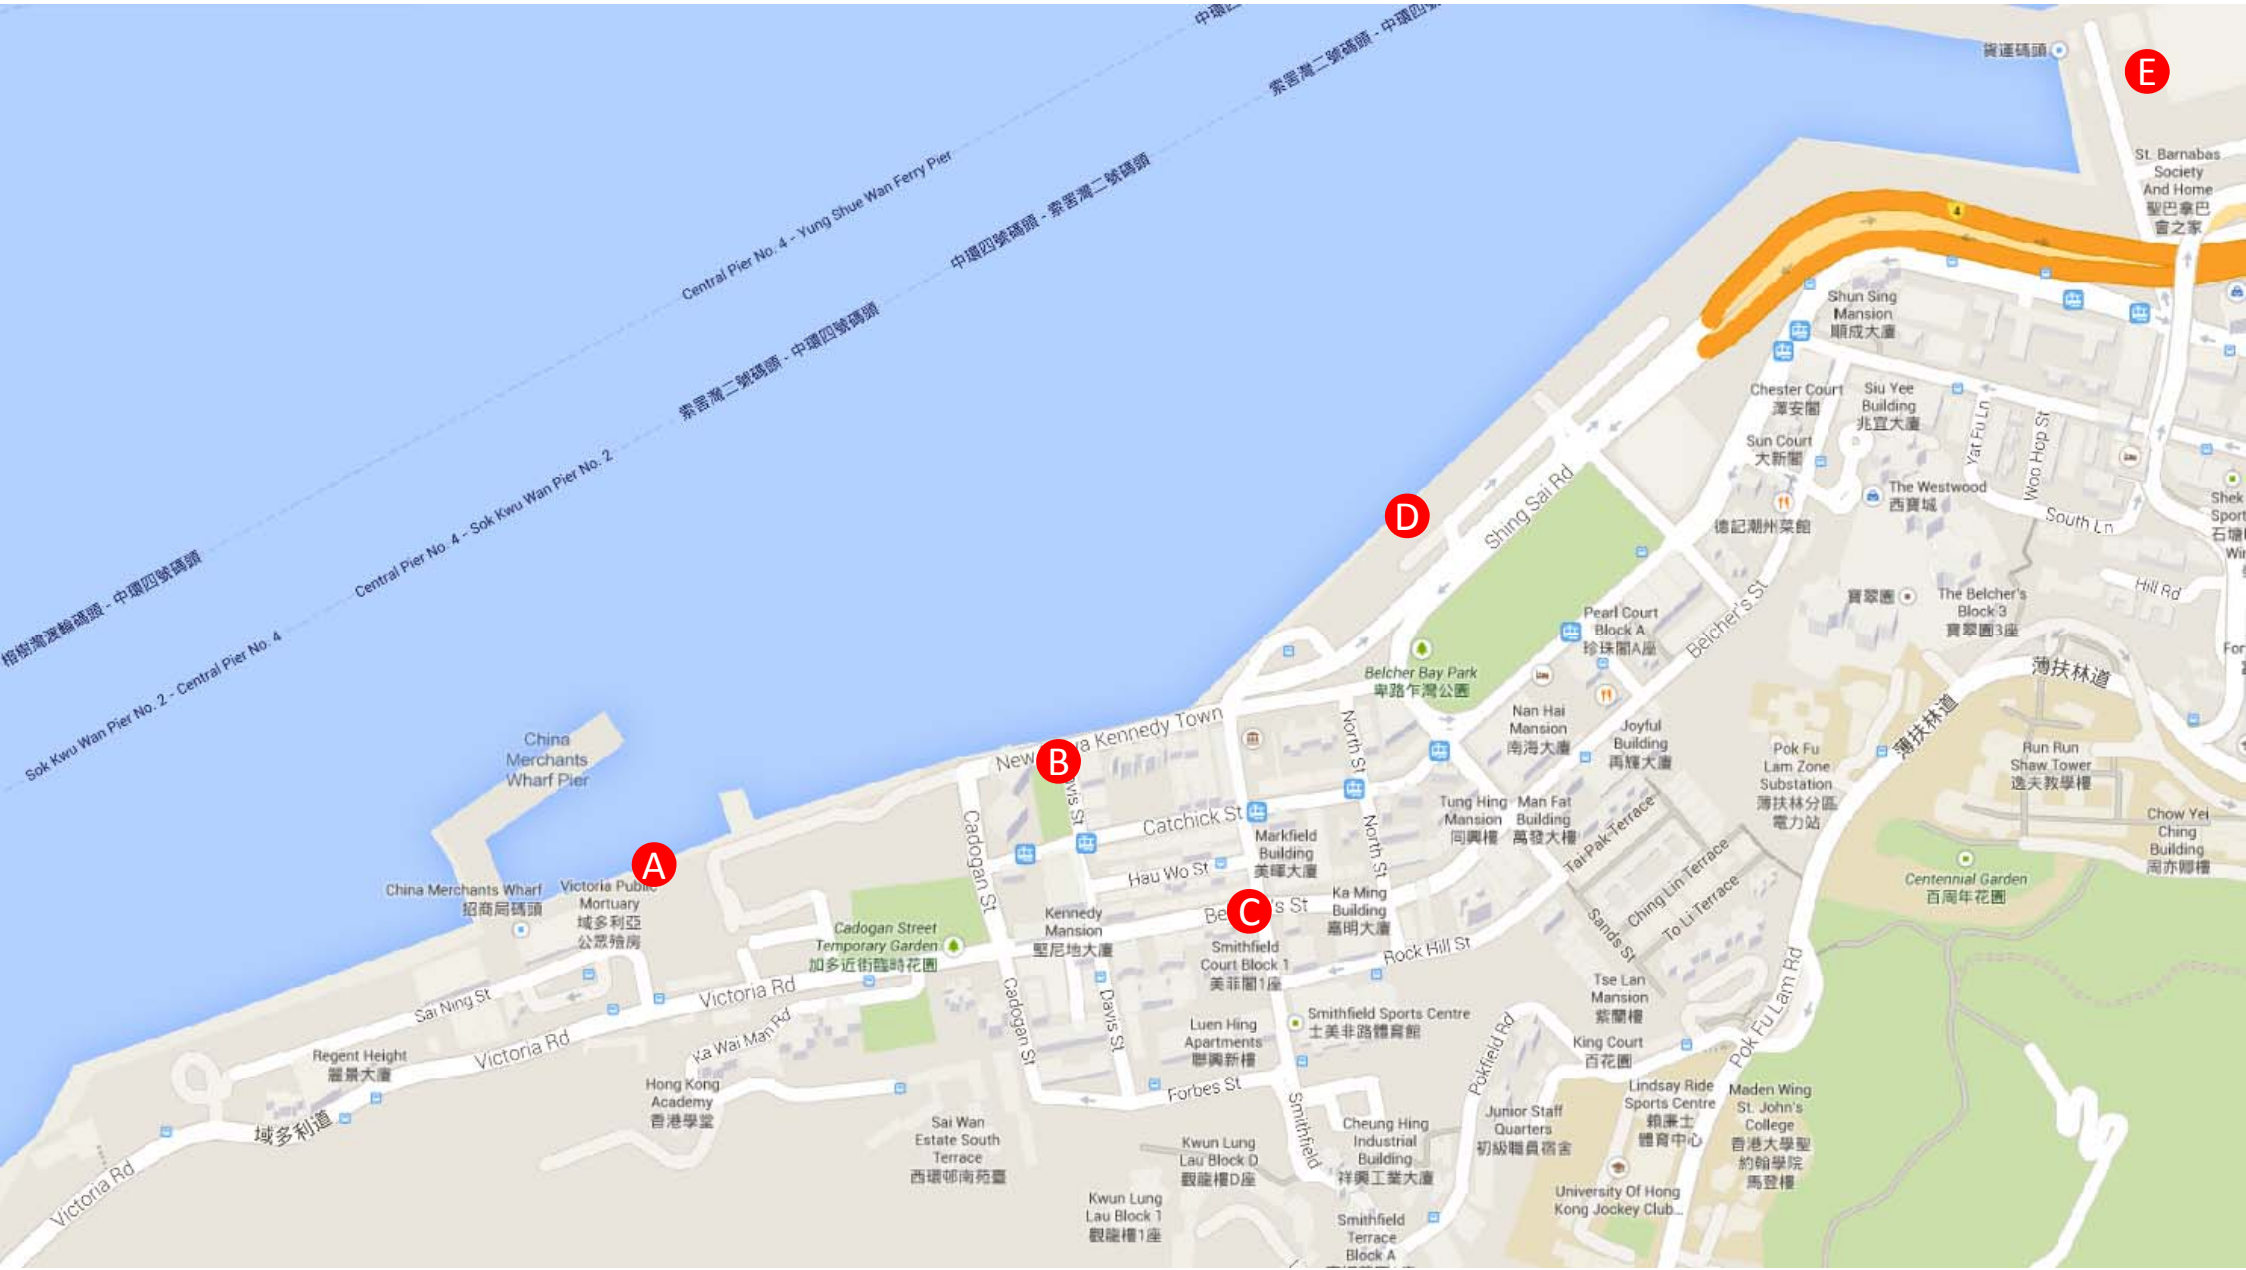 中環四
索罟灣二號碼頭 - 中環四
貨運碼頭
E
Central Pier No. 4 - Yung Shue Wan Ferry Pier
中環四號碼頭 - 索罟灣二號碼頭
St. Barnabas
Society
And Home
聖巴拿巴
會之家
4
索罟灣二號碼頭 - 中環四號碼頭
Shun Sing
Mansion
順成大廈
Chester Court
澤安閣
Siu Yee
Building
兆宜大廈
Sun Court
大新閣
Yat Fu Ln
Woo Hop St
Central Pier No. 4 - Sok Kwu Wan Pier No. 2
D
Shing Sai Rd
The Westwood
西寶城
德記潮州菜館
South Ln
Shek
Sport
石塘
Wi
榕樹灣渡輪碼頭 - 中環四號碼頭
Hill Rd
寶翠園
The Belcher's
Block 3
寶翠園3座
Pearl Court
Block A
珍珠閣A座
Belcher's St
Sok Kwu Wan Pier No. 2 - Central Pier No. 4
Belcher Bay Park
卑路乍灣公園
For
薄扶林道
薄扶林道
China
Merchants
Wharf Pier
New
a Kennedy Town
B
North St
Nan Hai
Mansion
南海大廈
Joyful
Building
再輝大廈
Pok Fu
Lam Zone
Substation
薄扶林分區
電力站
Run Run
Shaw Tower
逸夫教學樓
vis St
Catchick St
Cadogan St
Markfield
Building
美暉大廈
North St
Tung Hing
Mansion
同興樓
Man Fat
Building
萬發大樓
Tai Pak Terrace
Chow Yei
Ching
Building
周亦卿樓
A
China Merchants Wharf
招商局碼頭
Victoria Public
Mortuary
域多利亞
公眾殮房
Hau Wo St
Be
's St
C
Ka Ming
Building
嘉明大廈
Ching Lin Terrace
To Li Terrace
Sands St
Centennial Garden
百周年花園
Cadogan Street
Temporary Garden
加多近街臨時花園
Kennedy
Mansion
堅尼地大廈
Smithfield
Court Block 1
美菲閣1座
Rock Hill St
Sai Ning St
Victoria Rd
Cadogan St
Davis St
Tse Lan
Mansion
紫蘭樓
Pok Fu Lam Rd
Smithfield Sports Centre
士美非路體育館
Regent Height
麗景大廈
Victoria Rd
Ka Wai Man Rd
Luen Hing
Apartments
聯興新樓
Pokfield Rd
King Court
百花園
Hong Kong
Academy
香港學堂
Forbes St
Lindsay Ride
Sports Centre
賴廉士
體育中心
Maden Wing
St. John's
College
香港大學聖
約翰學院
馬登樓
域多利道
Sai Wan
Estate South
Terrace
西環邨南苑臺
Smithfield
Cheung Hing
Industrial
Building
祥興工業大廈
Junior Staff
Quarters
初級職員宿舍
Kwun Lung
Lau Block D
觀龍樓D座
Victoria Rd
Kwun Lung
Lau Block 1
觀龍樓1座
University Of Hong
Kong Jockey Club...
Smithfield
Terrace
Block A